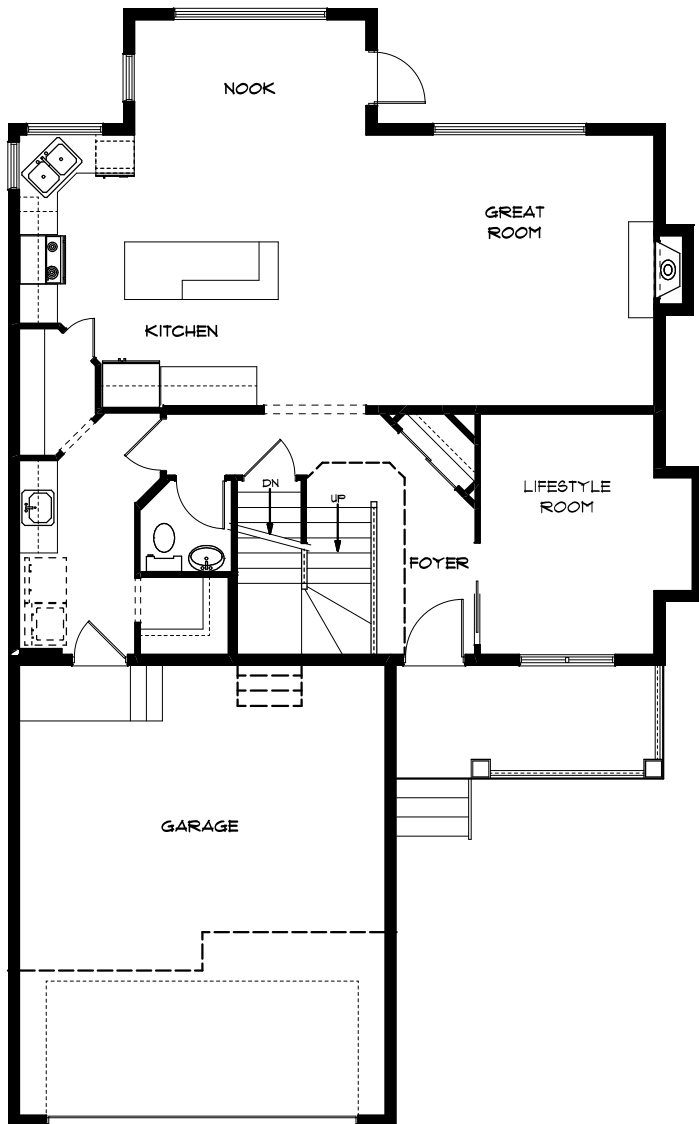 NOOK
GREAT
ROOM
KITCHEN
LIFESTYLE
ROOM
DN
UP
FOYER
GARAGE